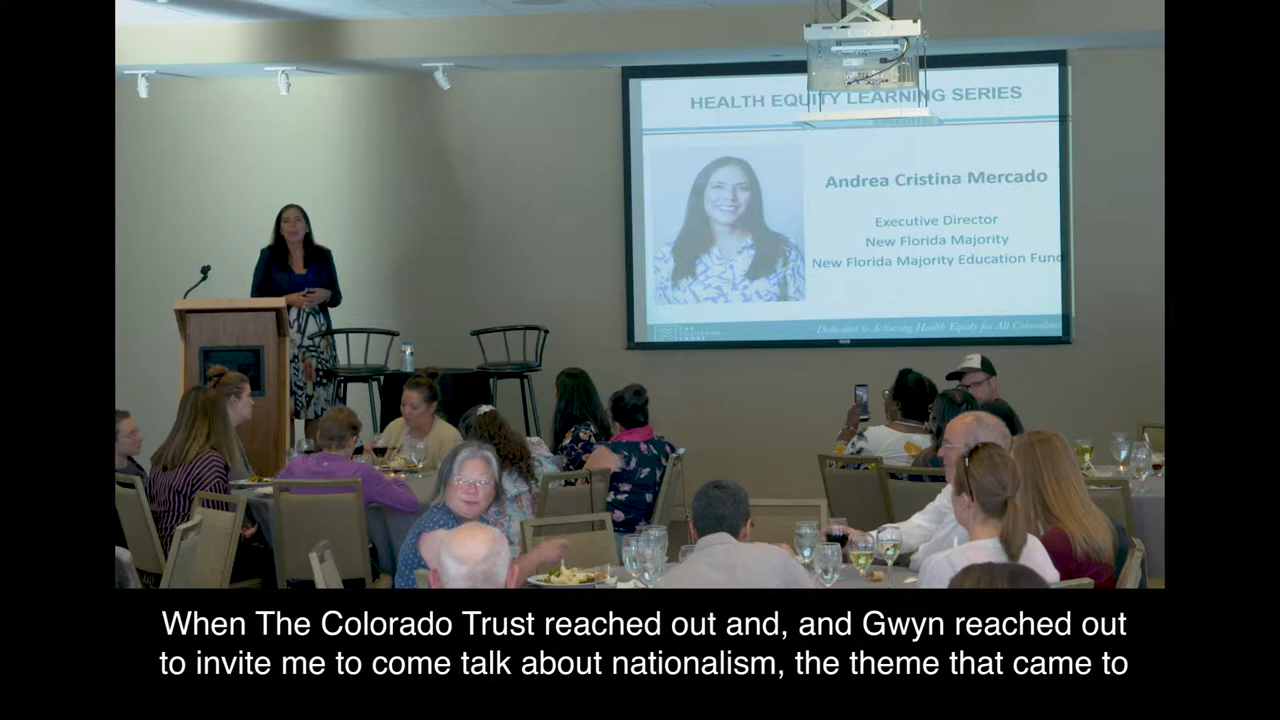 HEALTH EQUITY LEARNING SERIES
Andrea Cristina Mercado
Executive Director
New Florida Majority
New Florida Majority Education Fund
THE
TRUST
Dedicated to Achieving Health Equity for All Coloradans
When The Colorado Trust reached out and, and Gwyn reached out
to invite me to come talk about nationalism, the theme that came to